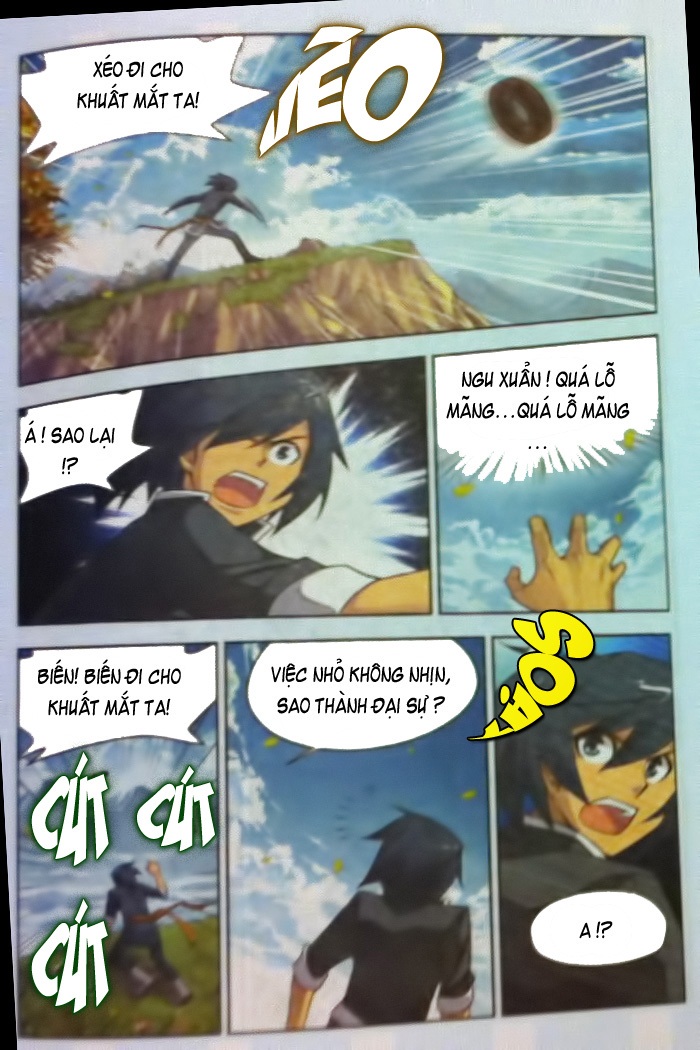 XÉO ĐI CHO
KHUẤT MẮT TA!
VÈO
Á! SAO LẠI
!?
NGU XUẨN! QUÁ LỖ
MÃNG...QUÁ LỖ MÃNG
...
BIẾN! BIẾN ĐI CHO
KHUẤT MẮT TA!
CÚT
CÚT
CÚT
VIỆC NHỎ KHÔNG NHỊN,
SAO THÀNH ĐẠI SỰ?
SOẠT
A!?